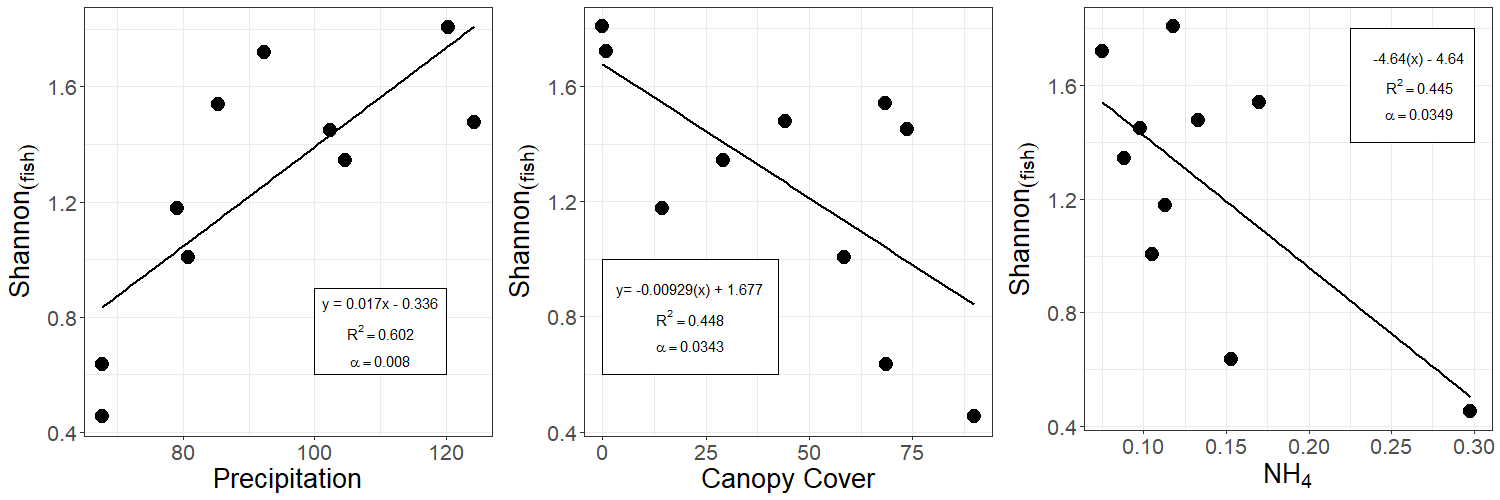 Shannon(fish)
1.6
1.2
0.8
0.4
y = 0.017x - 0.336
R² = 0.602
α = 0.008
80
100
120
Precipitation
Shannon(fish)
1.6
1.2
0.8
0.4
y= -0.00929(x) + 1.677
R² = 0.448
α = 0.0343
0
25
50
75
Canopy Cover
Shannon(fish)
1.6
1.2
0.8
0.4
-4.64(x) - 4.64
R² = 0.445
α = 0.0349
0.10
0.15
0.20
0.25
0.30
NH₄